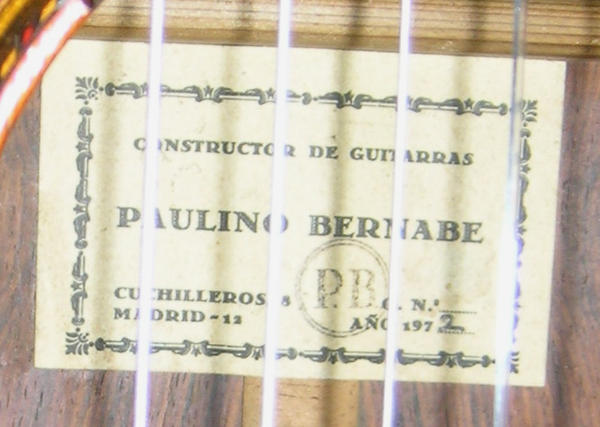 CONSTRUCTOR DE GUITARRAS
PAULINO BERNABE
CUCHILLEROS 8
P.B.
C. N.º
MADRID-12
AÑO 1972